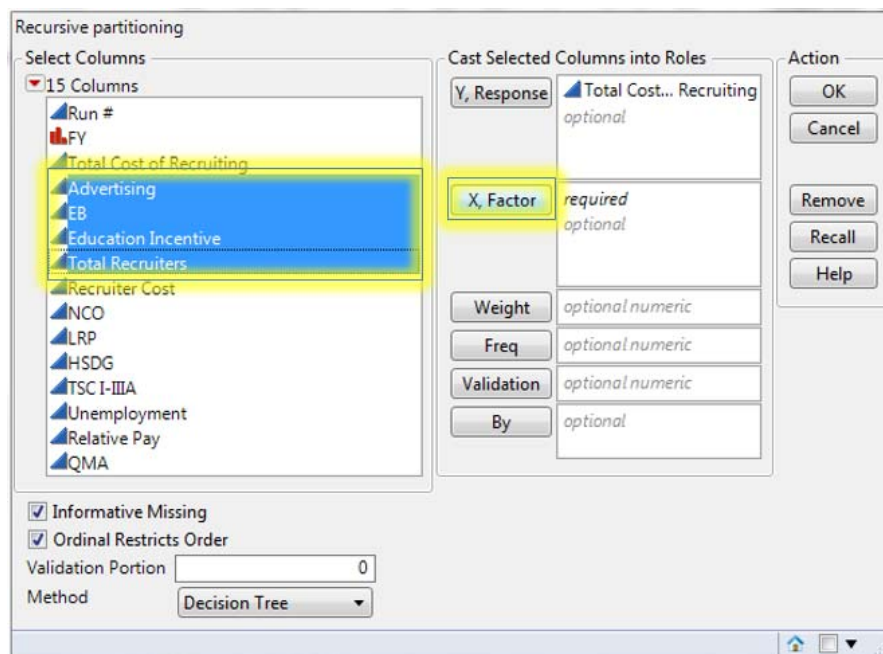 Recursive partitioning
Select Columns
15 Columns
Run #
FY
Total Cost of Recruiting
Advertising
EB
Education Incentive
Total Recruiters
Recruiter Cost
NCO
LRP
HSDG
TSC I-IIIA
Unemployment
Relative Pay
QMA
Cast Selected Columns into Roles
Y, Response
Total Cost... Recruiting
optional
X, Factor
required
optional
Weight
optional numeric
Freq
optional numeric
Validation
optional numeric
By
optional
Action
OK
Cancel
Remove
Recall
Help
Informative Missing
Ordinal Restricts Order
Validation Portion 0
Method Decision Tree